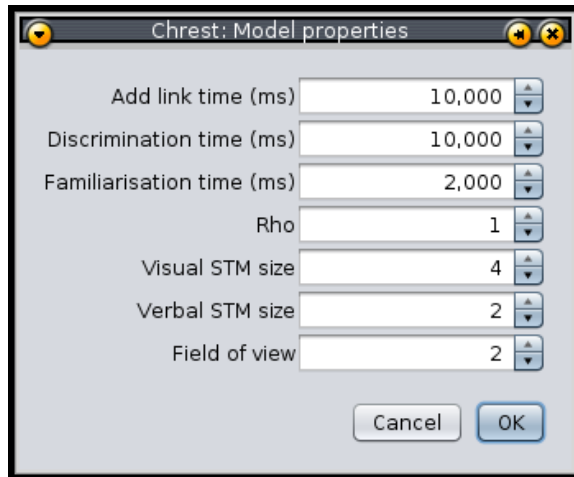 Chrest: Model properties
Add link time (ms) 10,000
Discrimination time (ms) 10,000
Familiarisation time (ms) 2,000
Rho 1
Visual STM size 4
Verbal STM size 2
Field of view 2
Cancel OK